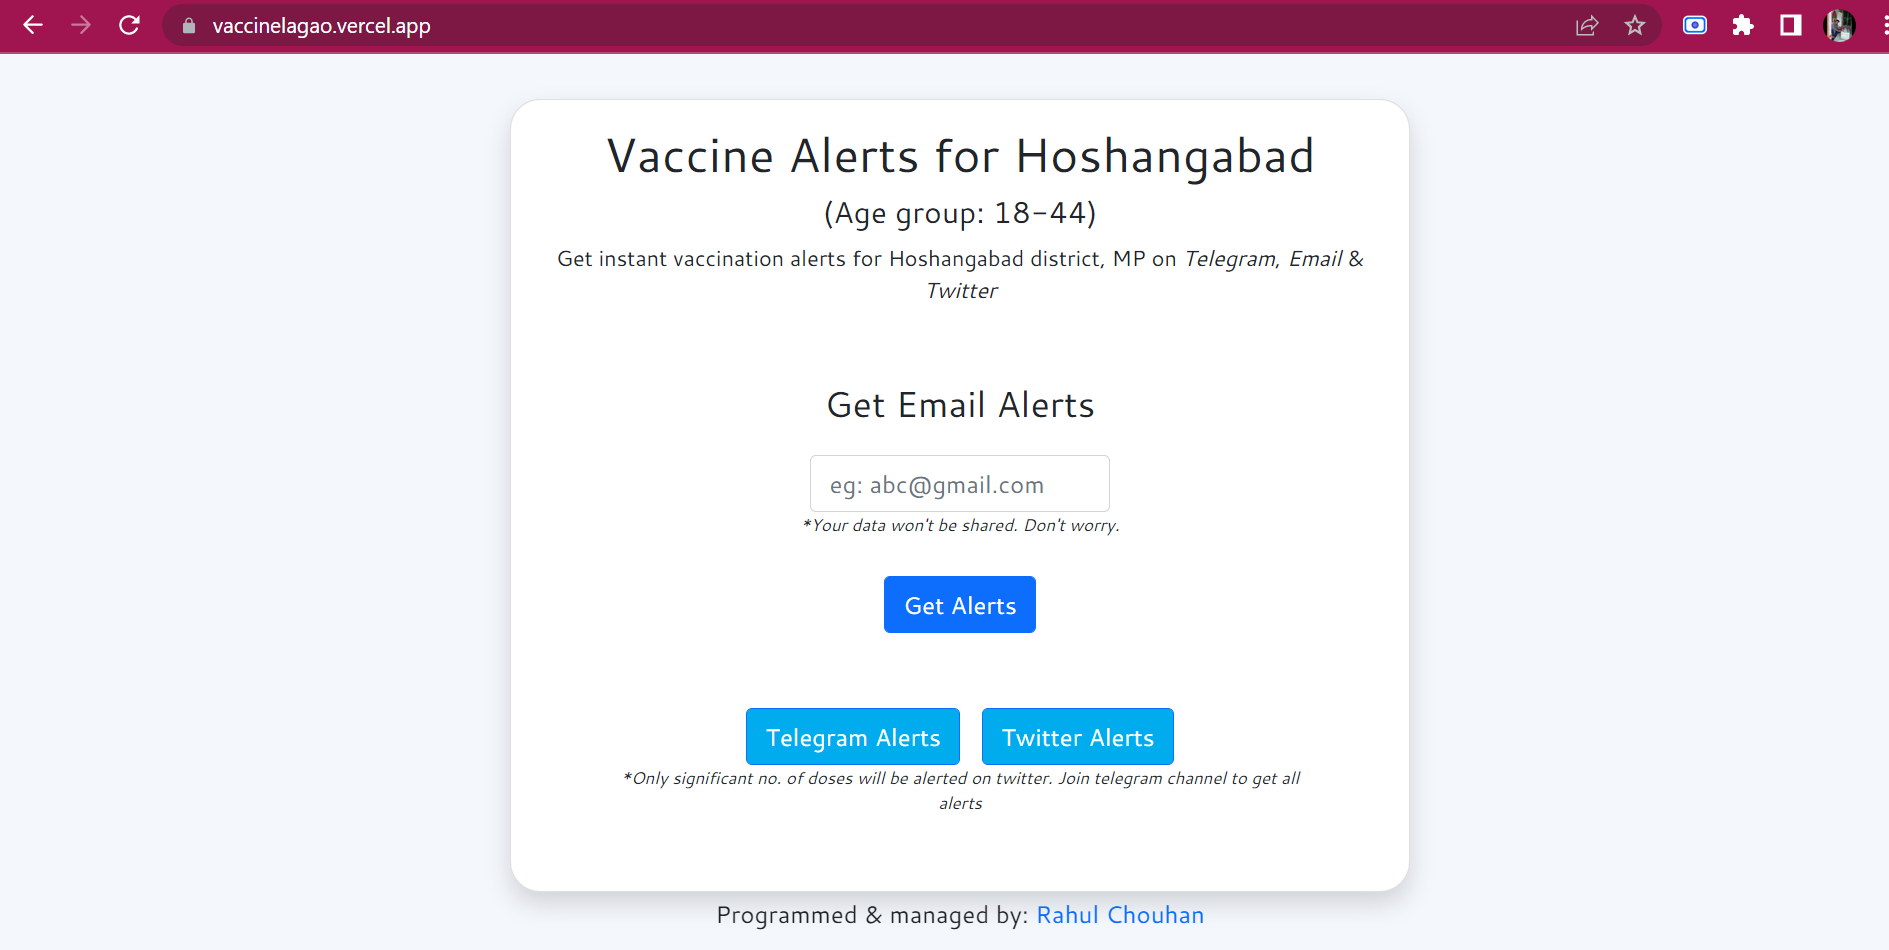 vaccinelagao.vercel.app
Vaccine Alerts for Hoshangabad
(Age group: 18-44)
Get instant vaccination alerts for Hoshangabad district, MP on Telegram, Email &
Twitter
Get Email Alerts
eg: abc@gmail.com
*Your data won't be shared. Don't worry.
Get Alerts
Telegram Alerts Twitter Alerts
*Only significant no. of doses will be alerted on twitter. Join telegram channel to get all
alerts
Programmed & managed by: Rahul Chouhan